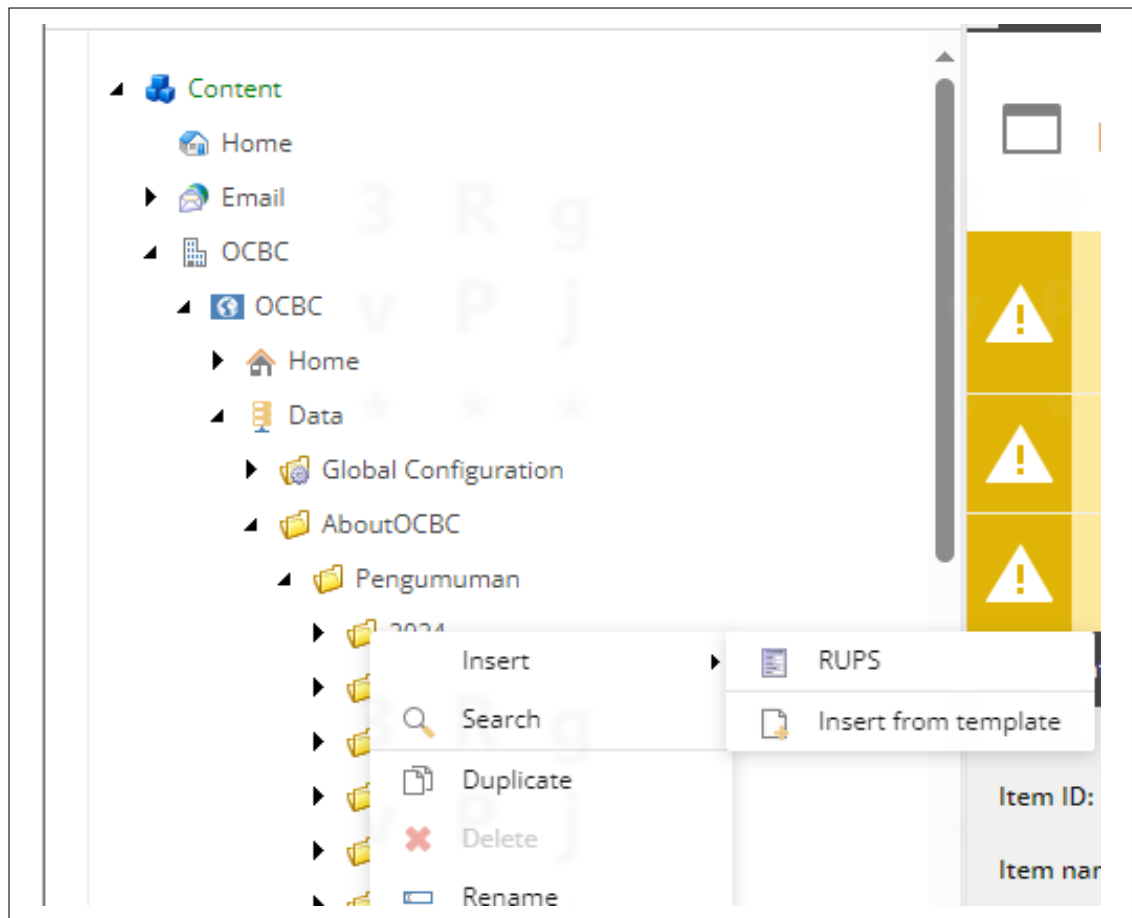 Content
Home
Email
OCBC
OCBC
Home
Data
Global Configuration
AboutOCBC
Pengumuman
2024
Insert
RUPS
Search
Insert from template
Duplicate
Item ID:
Delete
Rename
3 R g
v P j
* * *